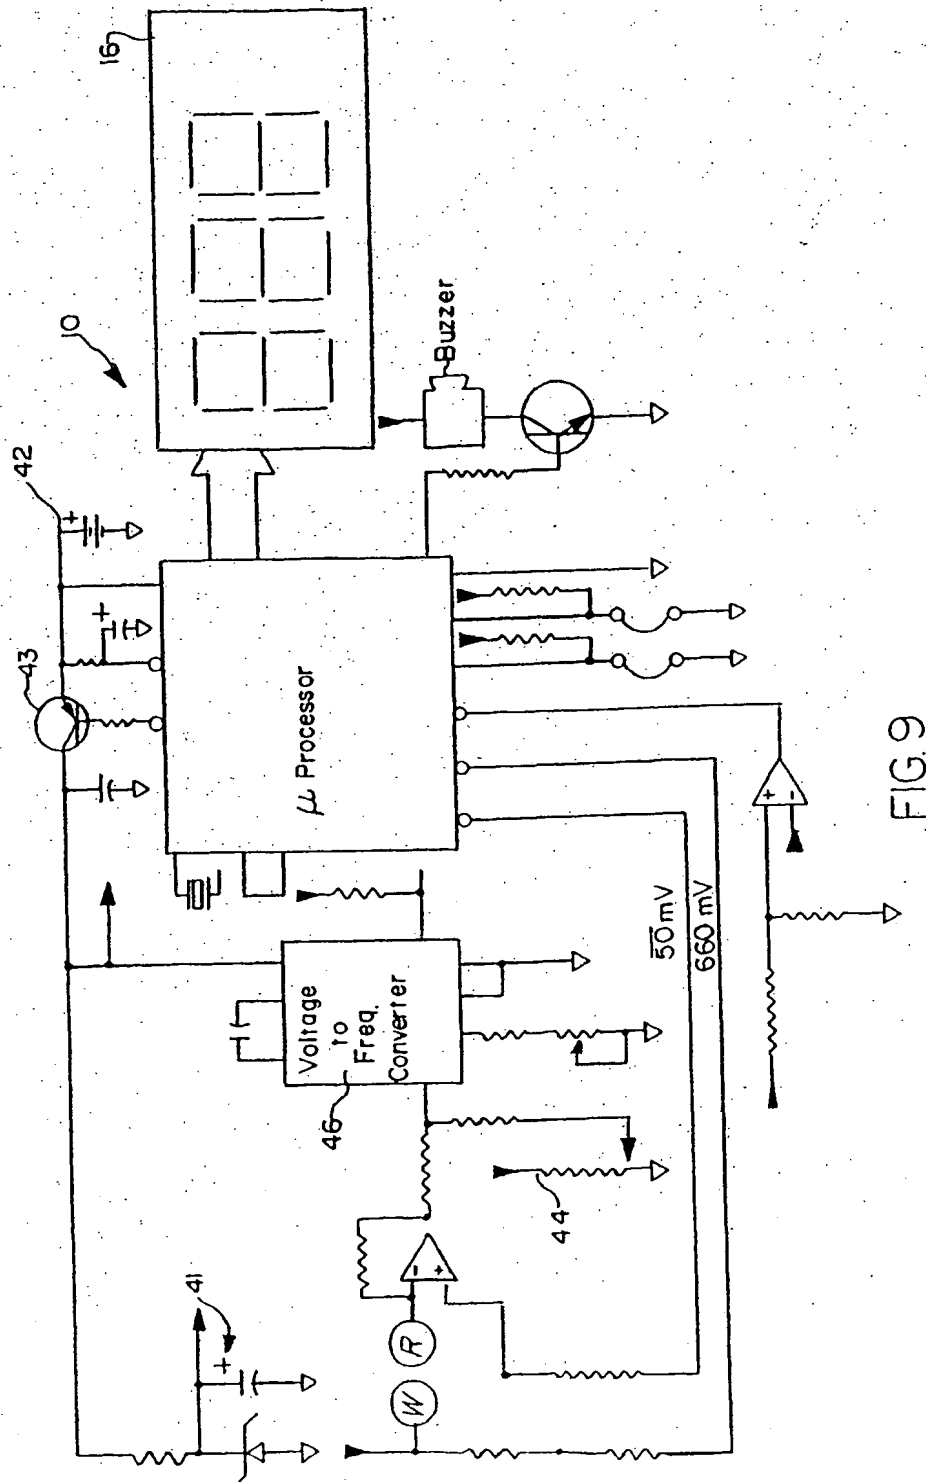 16
10
42
+
Buzzer
43
+
μ Processor
50 mV
660 mV
+
-
Voltage
to
Freq.
Converter
46
44
41
+
-
+
R
W
FIG. 9